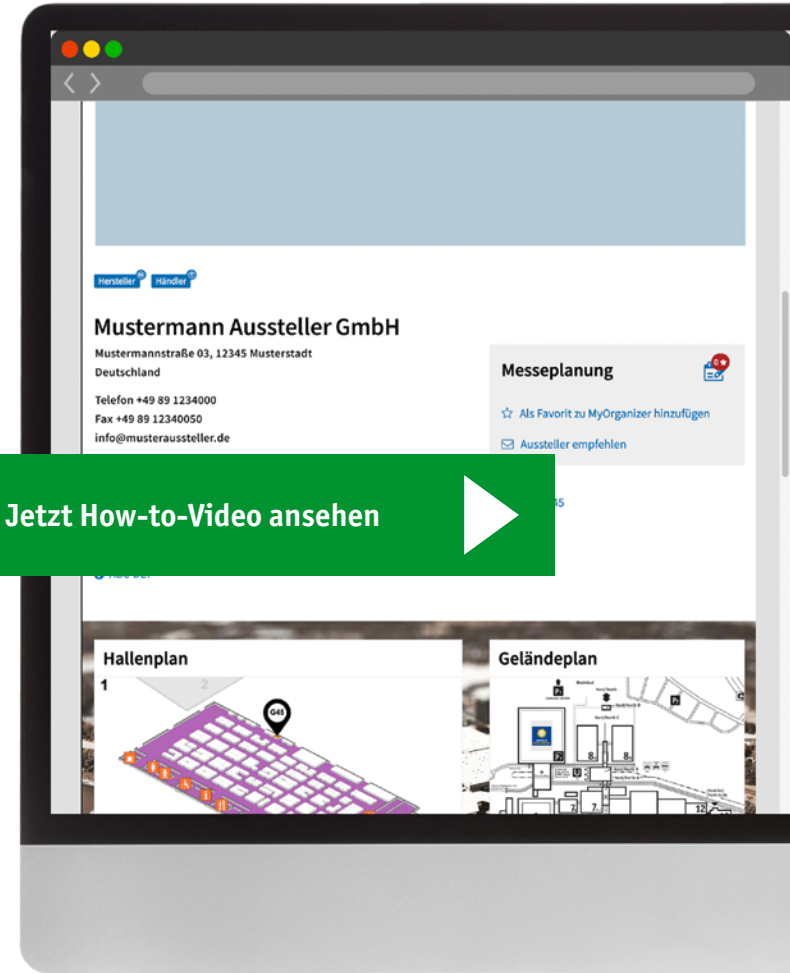 Hersteller
Händler
Mustermann Aussteller GmbH
Mustermannstraße 03, 12345 Musterstadt
Deutschland
Telefon +49 89 1234000
Fax +49 89 12340050
info@musteraussteller.de
Messeplanung
0
Als Favorit zu MyOrganizer hinzufügen
Aussteller empfehlen
Jetzt How-to-Video ansehen
Hallenplan
1
2
G45
Geländeplan
12